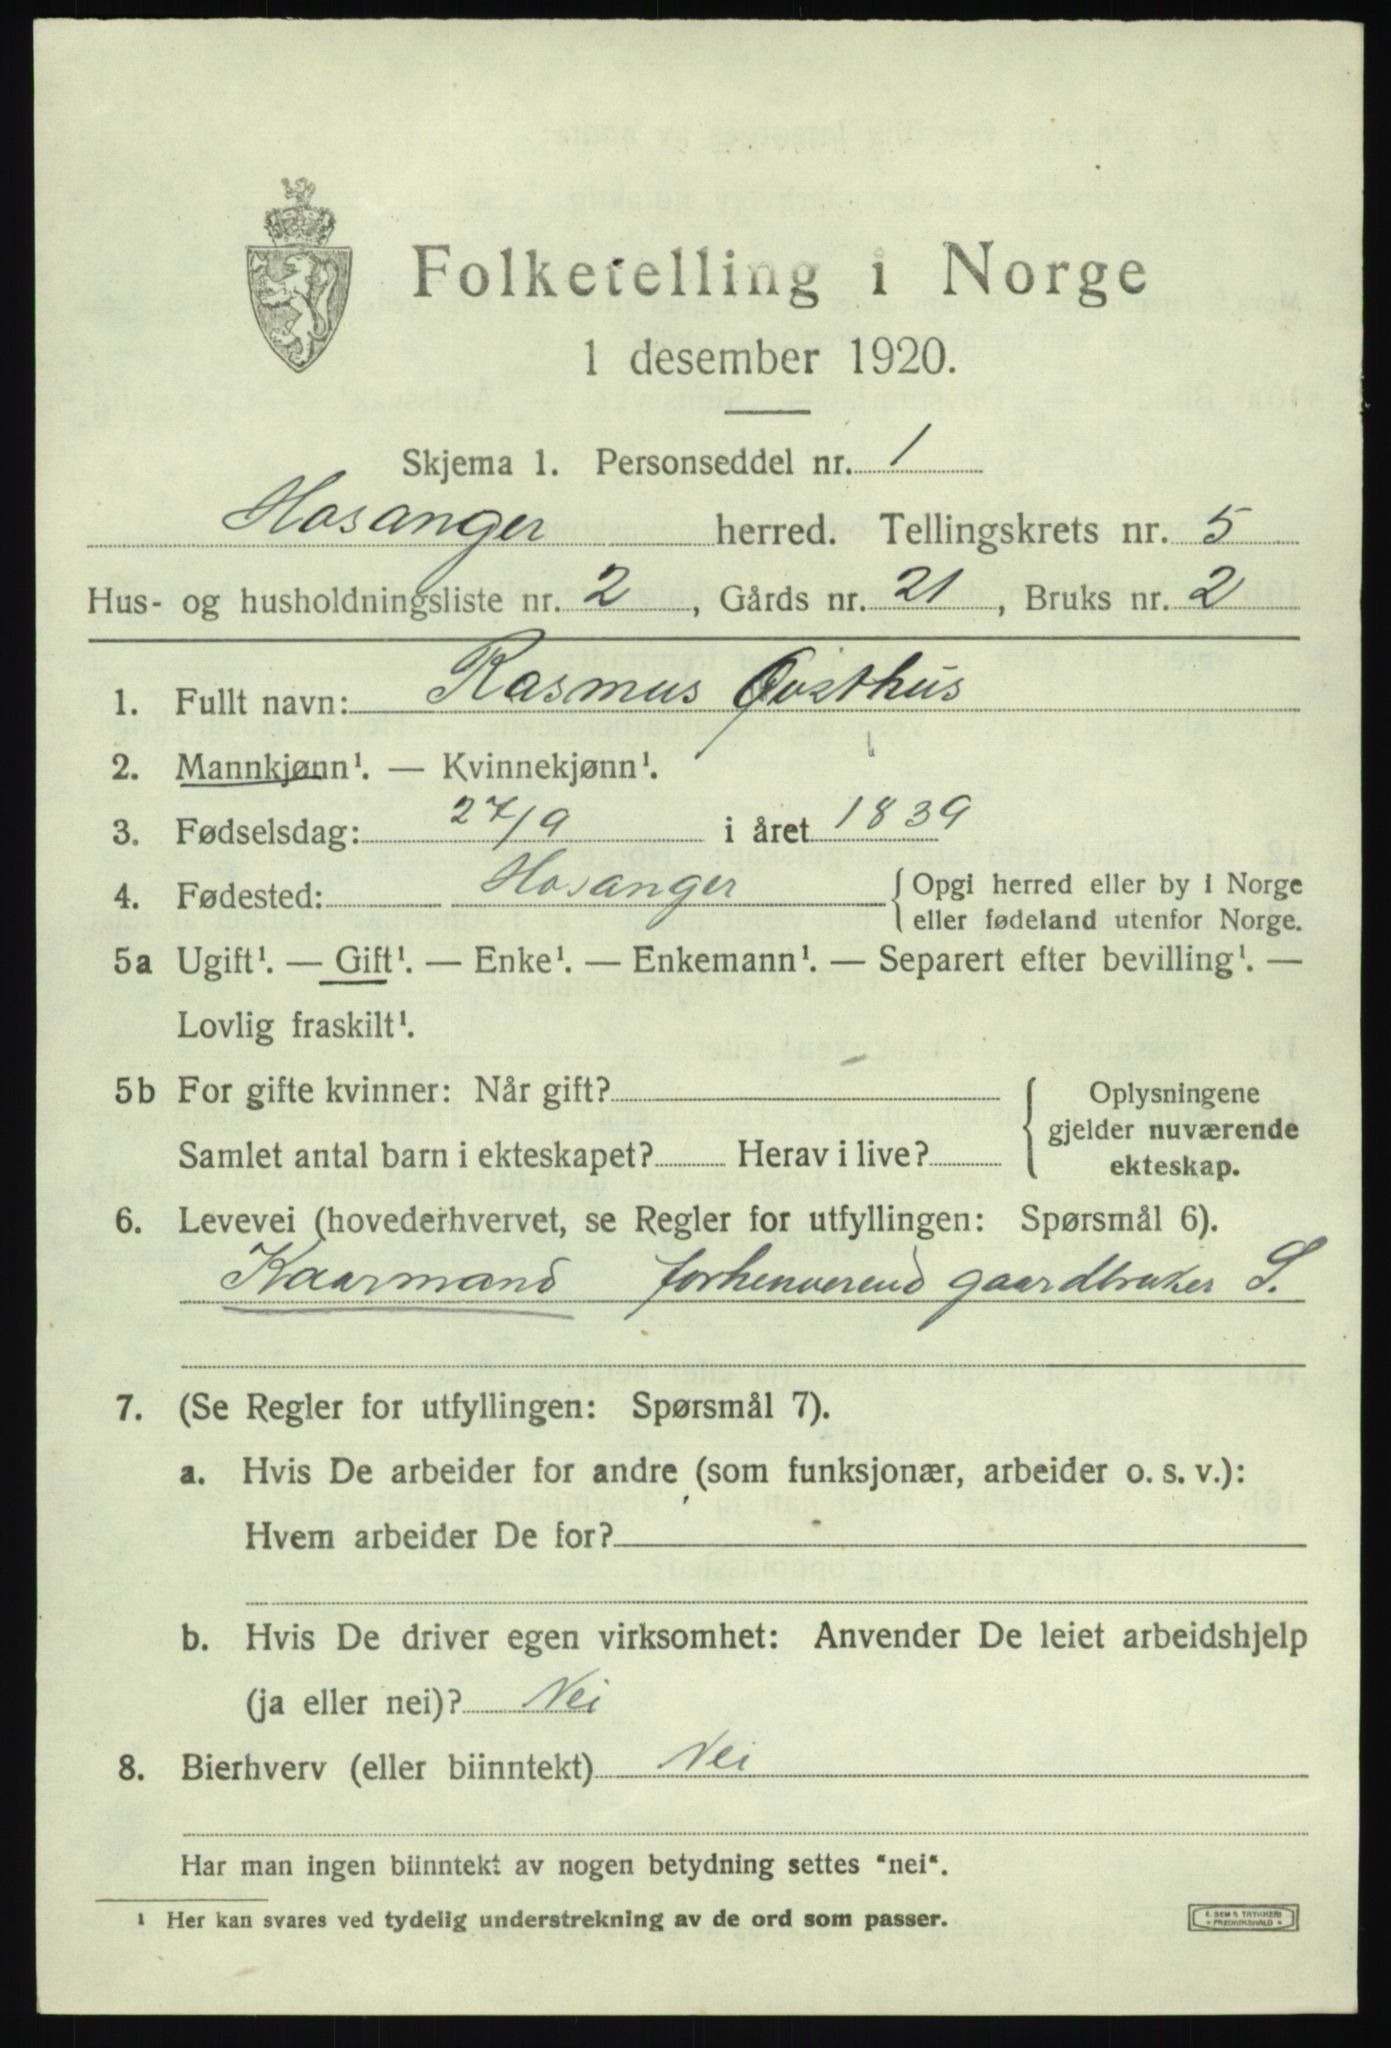 Folketelling i Norge
1 desember 1920.
Skjema 1. Personseddel nr. 1
Hosanger herred. Tellingskrets nr. 5
Hus- og husholdningsliste nr. 2, Gårds nr. 21, Bruks nr. 2
1. Fullt navn: Rasmus
2. Mannkjønn¹. — Kvinnekjønn¹.
3. Fødselsdag: 27/9 i året 1839
4. Fødested: Hosanger { Opgi herred eller by i Norge
eller fødeland utenfor Norge.
5a Ugift¹. — Gift¹. — Enke¹. — Enkemann¹. — Separert efter bevilling¹. —
Lovlig fraskilt¹.
5b For gifte kvinner: Når gift? { Oplysningene
gjelder nuværende
Samlet antal barn i ekteskapet? Herav i live?
ekteskap.
6. Levevei (hovederhvervet, se Regler for utfyllingen: Spørsmål 6).
Kaarmand forhenverend gaardbruker S.
7. (Se Regler for utfyllingen: Spørsmål 7).
a. Hvis De arbeider for andre (som funksjonær, arbeider o. s. v.):
Hvem arbeider De for?
b. Hvis De driver egen virksomhet: Anvender De leiet arbeidshjelp
(ja eller nei)? Nei
8. Bierhverv (eller biinntekt) Nei
Har man ingen biinntekt av nogen betydning settes "nei".
¹ Her kan svares ved tydelig understrekning av de ord som passer.
E. SEM'S TRYKKERI
FREDRIKSHALD